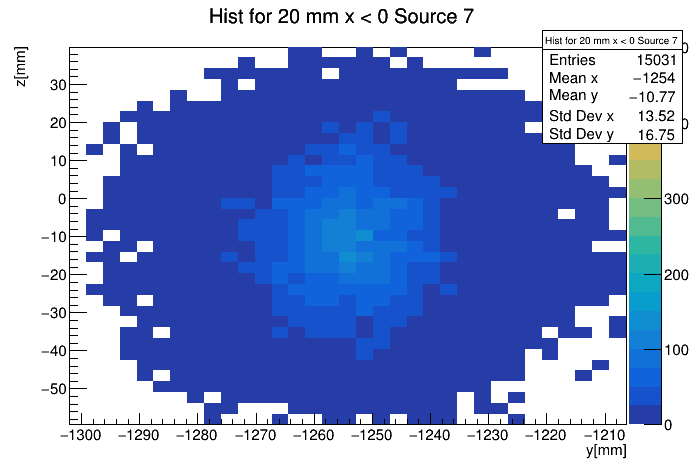 Hist for 20 mm x < 0 Source 7
z[mm]
Hist for 20 mm x < 0 Source 7
Entries 15031
Mean x −1254
Mean y −10.77
Std Dev x 13.52
Std Dev y 16.75
30
20
10
0
−10
−20
−30
−40
−50
300
200
100
0
−1300 −1290 −1280 −1270 −1260 −1250 −1240 −1230 −1220 −1210
y[mm]